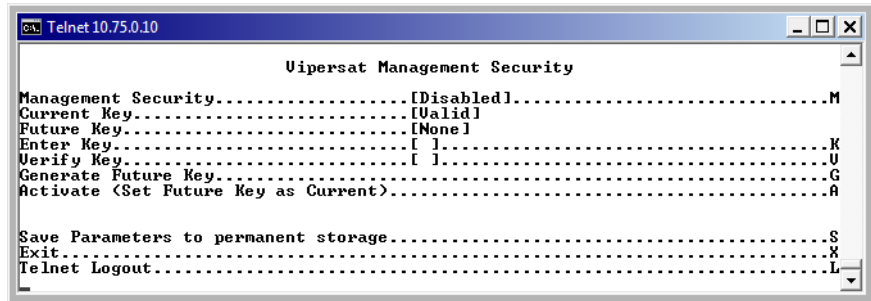 Telnet 10.75.0.10
Vipersat Management Security
Management Security...................[Disabled]...............................M
Current Key...........................[Valid]
Future Key............................[None]
Enter Key.............................[ ]......................................K
Verify Key............................[ ]......................................V
Generate Future Key............................................................G
Activate (Set Future Key as Current)...........................................A
Save Parameters to permanent storage...........................................S
Exit...........................................................................X
Telnet Logout..................................................................L